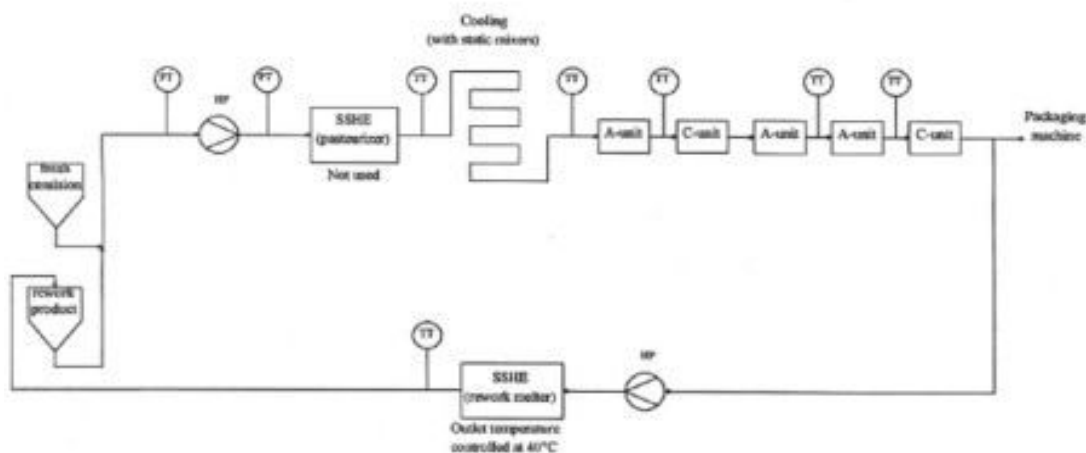 Cooling
(with static mixers)
PT
PT
TT
TT
TT
TT
TT
HP
SSHE
(pasteurizer)
Not used
A-unit
C-unit
A-unit
A-unit
C-unit
Packaging
machine
fresh
emulsion
rework
product
TT
HP
SSHE
(rework melter)
Outlet temperature
controlled at 40°C